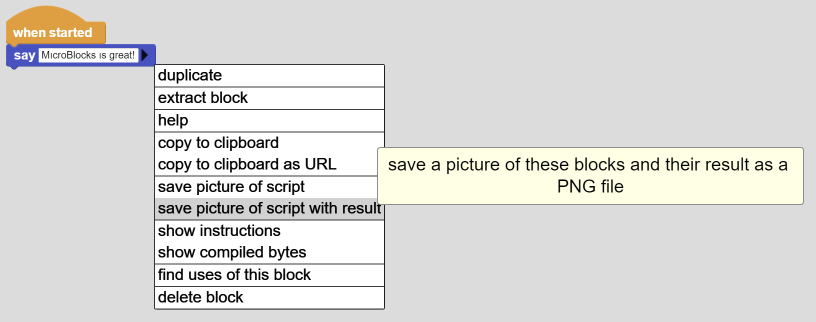 when started
say MicroBlocks is great!
duplicate
extract block
help
copy to clipboard
copy to clipboard as URL
save picture of script
save picture of script with result
show instructions
show compiled bytes
find uses of this block
delete block
save a picture of these blocks and their result as a
PNG file